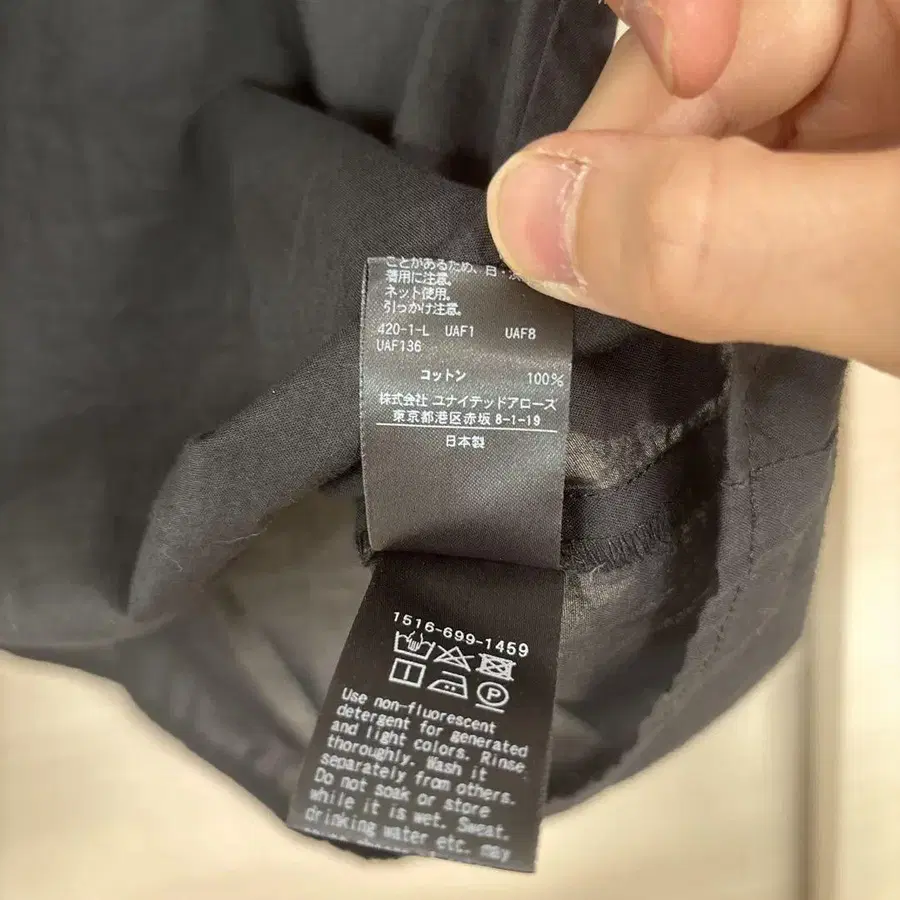 ことがあるため、白・
着用に注意。
ネット使用。
引っかけ注意。
420-1-L UAF1 UAF8
UAF136
コットン 100%
株式会社 ユナイテッドアローズ
東京都港区赤坂 8-1-19
日本製
1516-699-1459
P
Use non-fluorescent
detergent for generated
and light colors. Rinse
thoroughly. Wash it
separately from others.
Do not soak or store
while it is wet. Sweat.
drinking water etc. may